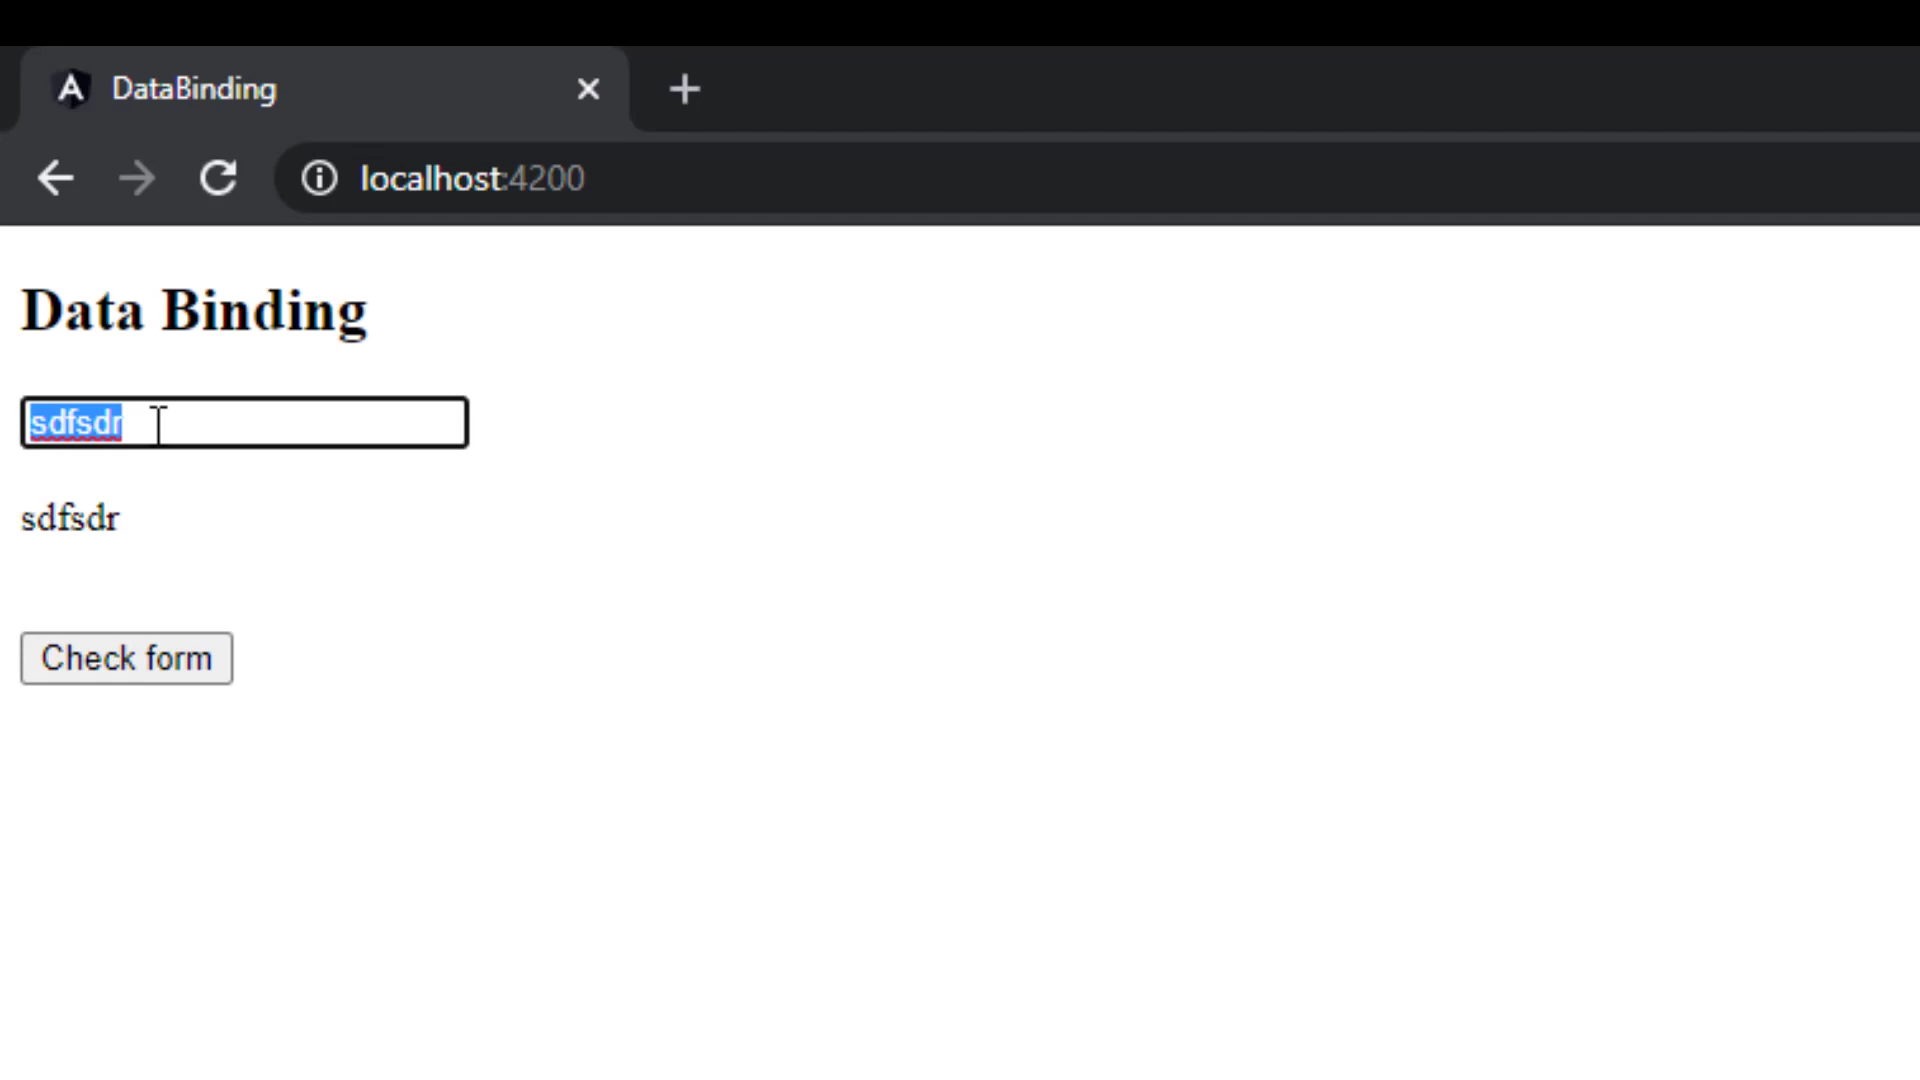 DataBinding
localhost:4200
Data Binding
sdfsdr
sdfsdr
Check form